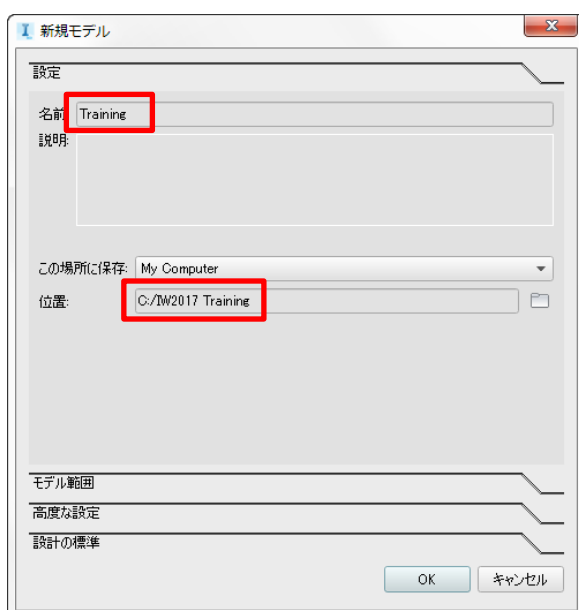 新規モデル
設定
名前: Training
説明:
この場所に保存: My Computer
位置: C:/IW2017 Training
モデル範囲
高度な設定
設計の標準
OK キャンセル